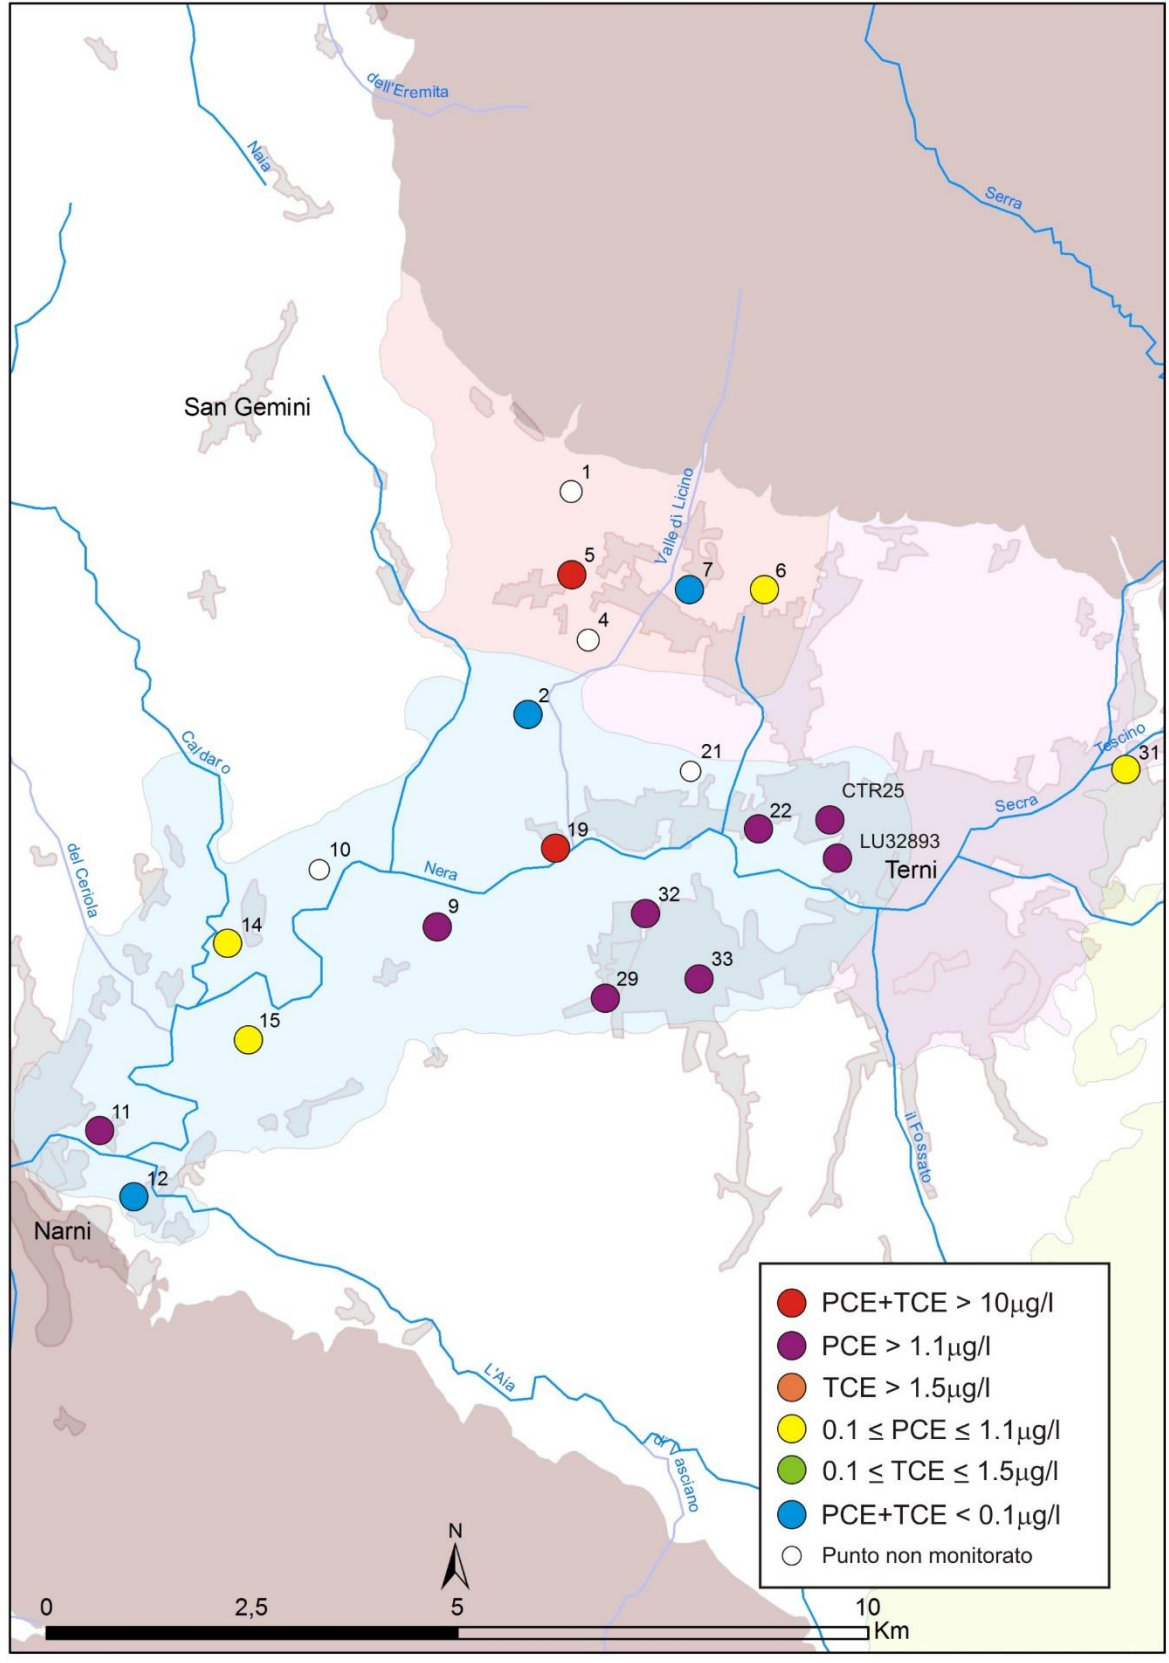 dell'Eremita
Naia
Serra
San Gemini
1
Valle di Licino
5
7
6
4
2
Tescino
21
31
Caldaro
CTR25
Secra
22
19
LU32893
10
Terni
Nera
del Ceriola
32
9
14
33
29
15
11
il Fossato
12
Narni
PCE+TCE > 10µg/l
PCE > 1.1µg/l
TCE > 1.5µg/l
0.1 ≤ PCE ≤ 1.1µg/l
0.1 ≤ TCE ≤ 1.5µg/l
PCE+TCE < 0.1µg/l
Punto non monitorato
L'Aia
di Vasciano
N
0 2,5 5 10
Km